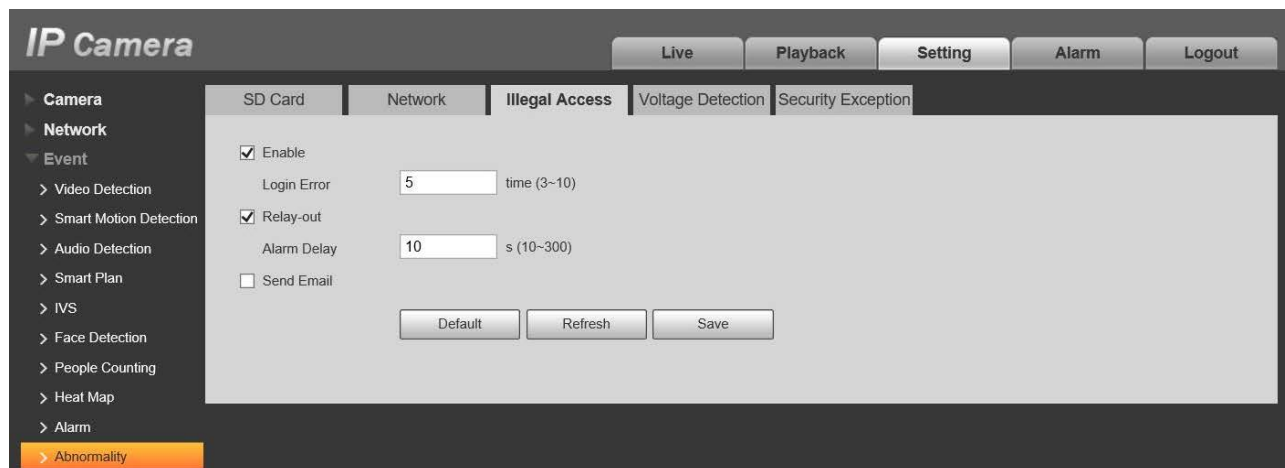 IP Camera
Live Playback Setting Alarm Logout
Camera
Network
Event
Video Detection
Smart Motion Detection
Audio Detection
Smart Plan
IVS
Face Detection
People Counting
Heat Map
Alarm
Abnormality
SD Card Network Illegal Access Voltage Detection Security Exception
Enable
Login Error 5 time (3~10)
Relay-out
Alarm Delay 10 s (10~300)
Send Email
Default Refresh Save